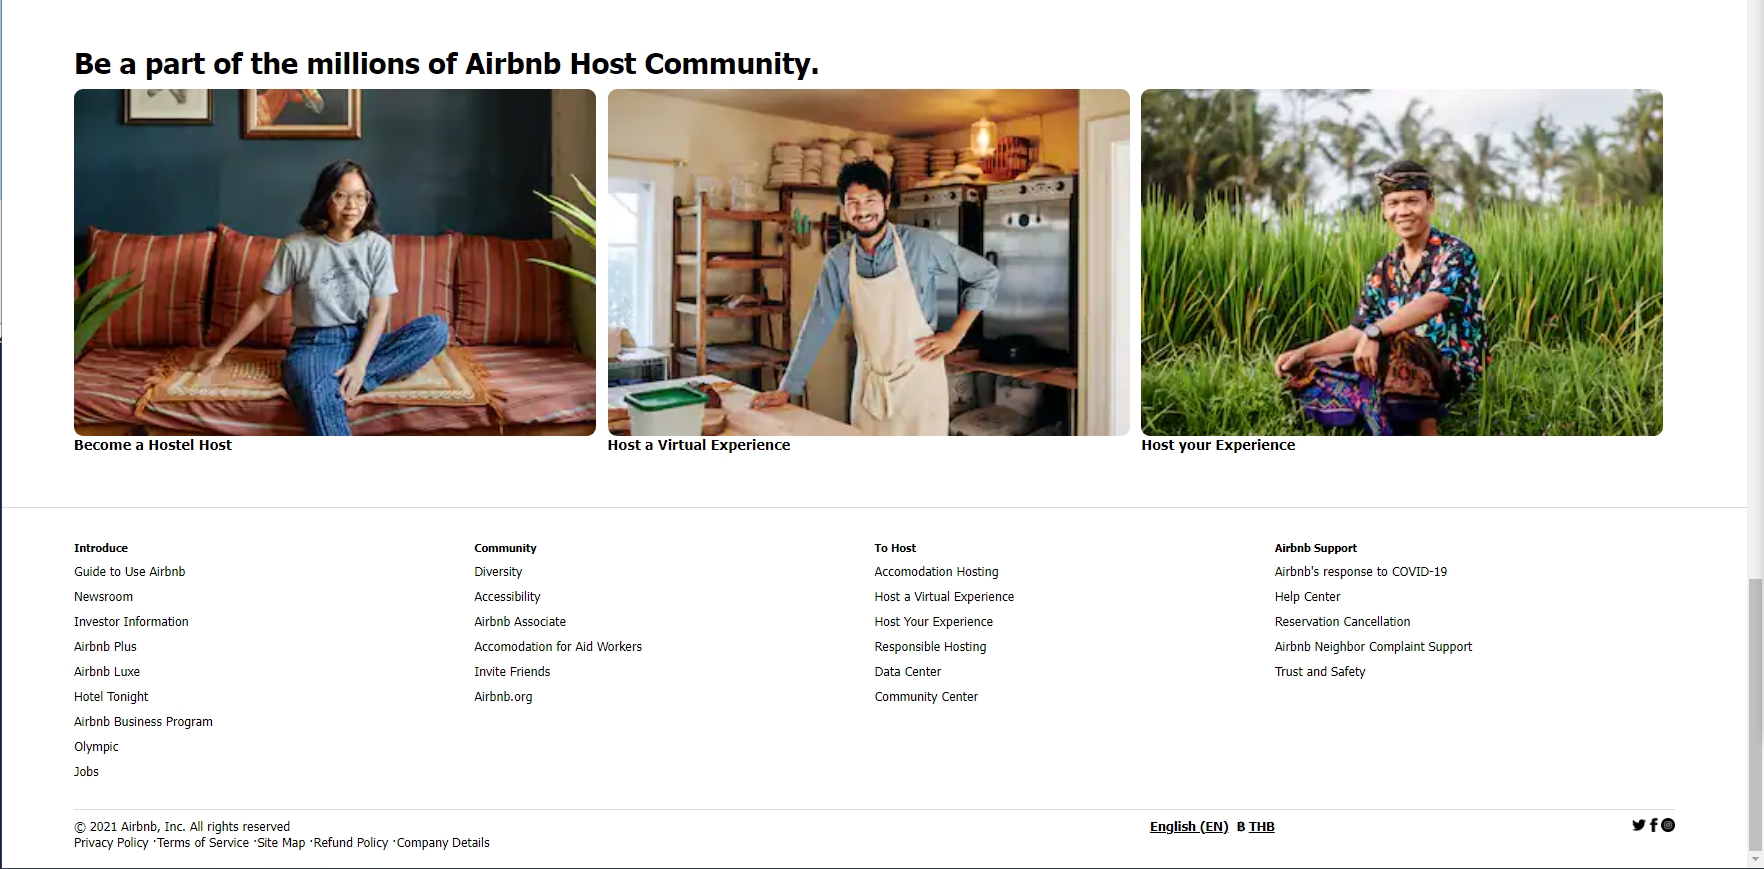 Be a part of the millions of Airbnb Host Community.
Become a Hostel Host
Host a Virtual Experience
Host your Experience
Introduce
Guide to Use Airbnb
Newsroom
Investor Information
Airbnb Plus
Airbnb Luxe
Hotel Tonight
Airbnb Business Program
Olympic
Jobs
Community
Diversity
Accessibility
Airbnb Associate
Accomodation for Aid Workers
Invite Friends
Airbnb.org
To Host
Accomodation Hosting
Host a Virtual Experience
Host Your Experience
Responsible Hosting
Data Center
Community Center
Airbnb Support
Airbnb's response to COVID-19
Help Center
Reservation Cancellation
Airbnb Neighbor Complaint Support
Trust and Safety
© 2021 Airbnb, Inc. All rights reserved
Privacy Policy ·Terms of Service ·Site Map ·Refund Policy ·Company Details
English (EN) B THB